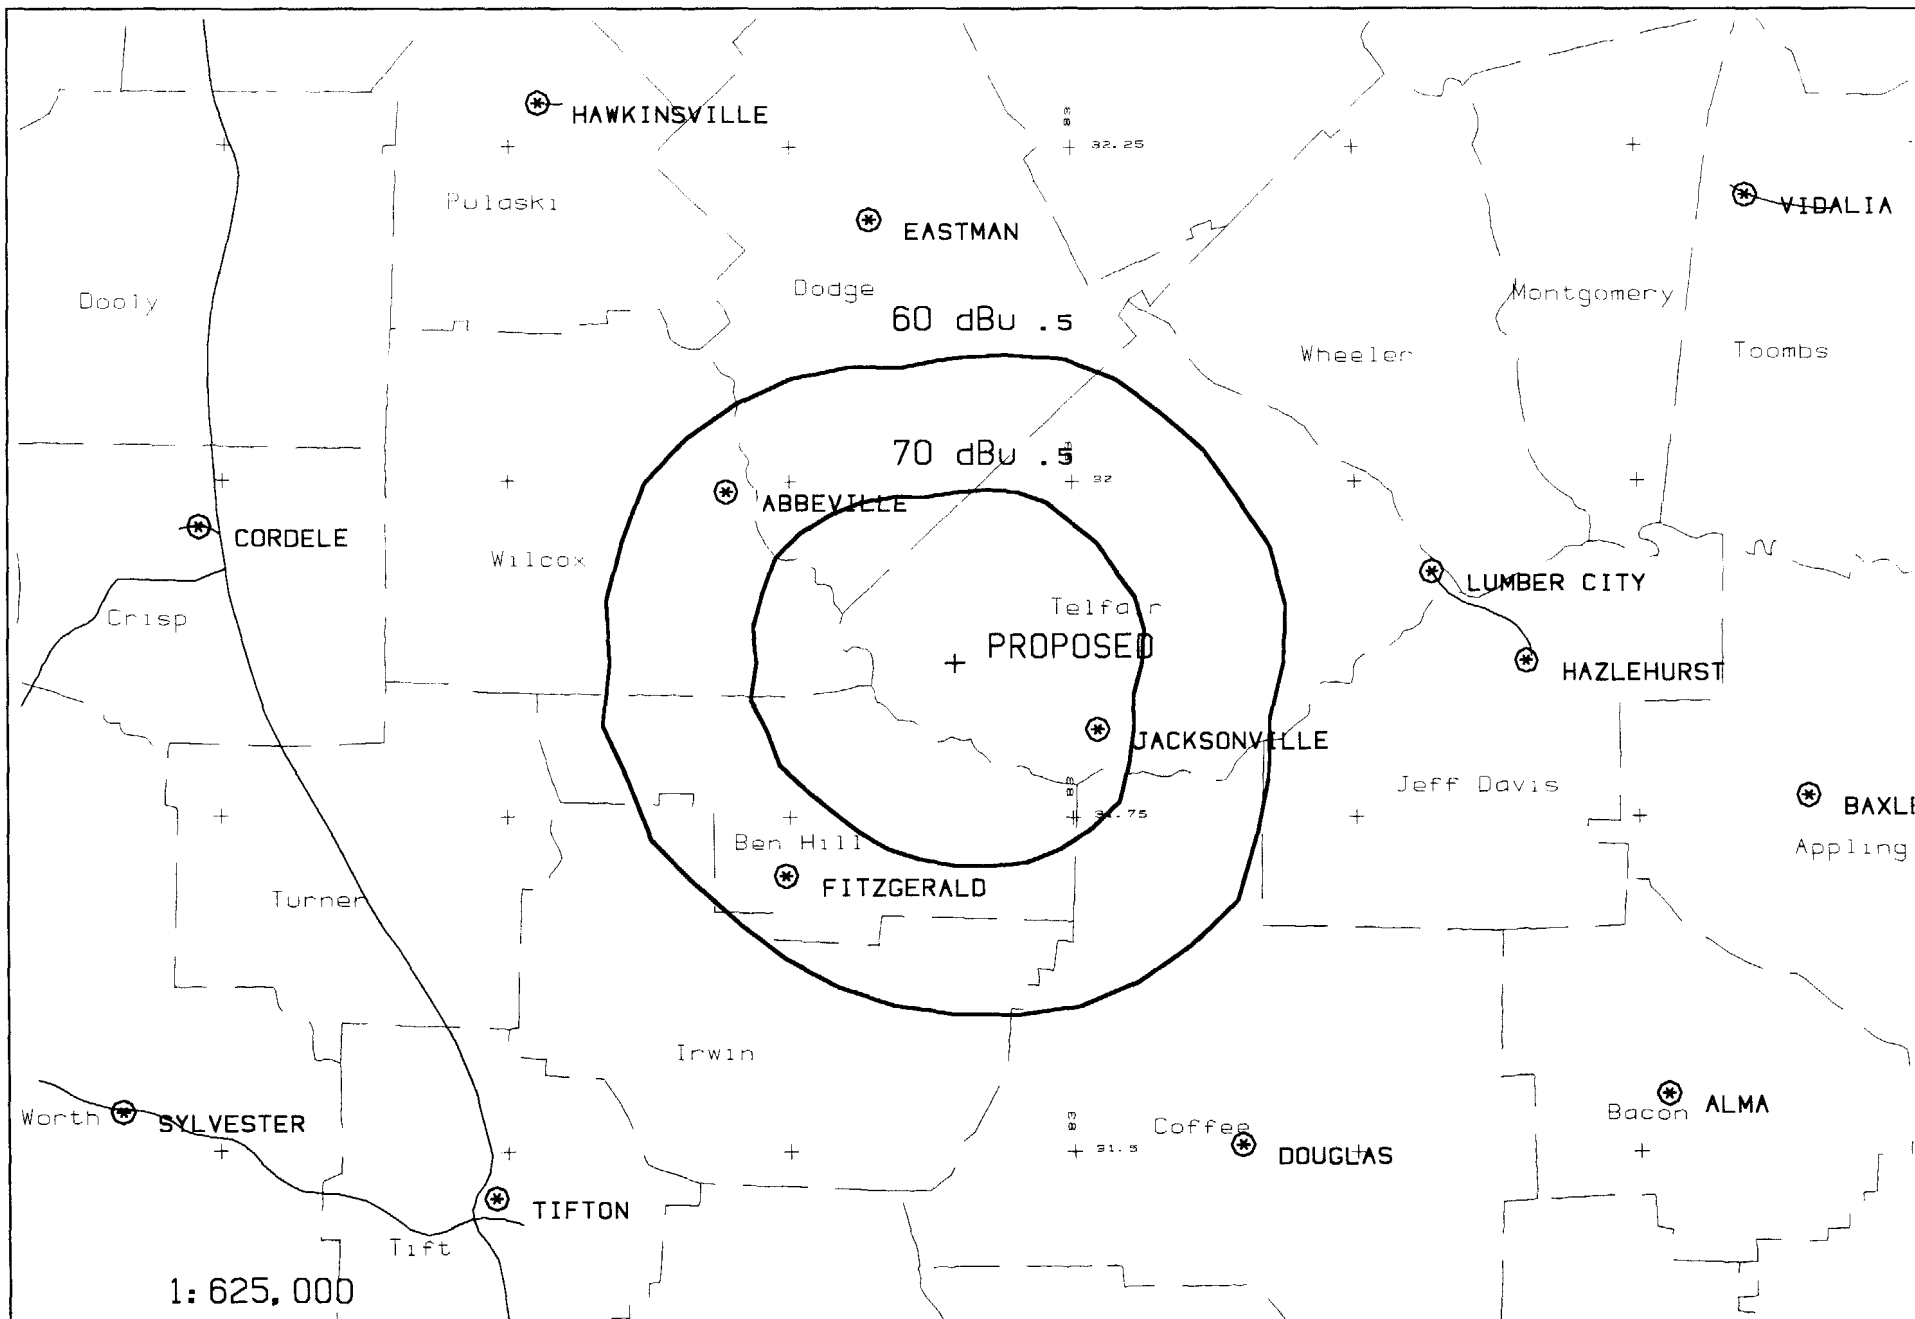 HAWKINSVILLE
83
32.25
VIDALIA
Pulaski
EASTMAN
Dodge
Dooly
Montgomery
60 dBu .5
Wheeler
Toombs
70 dBu .5
32
ABBEVILLE
CORDELE
Wilcox
LUMBER CITY
Crisp
Telfair
PROPOSED
HAZLEHURST
JACKSONVILLE
83
Jeff Davis
BAXLE
31.75
Ben Hill
Appling
FITZGERALD
Turner
Irwin
Worth
SYLVESTER
83
31.5
Coffee
DOUGLAS
Bacon
ALMA
TIFTON
Tift
1:625,000